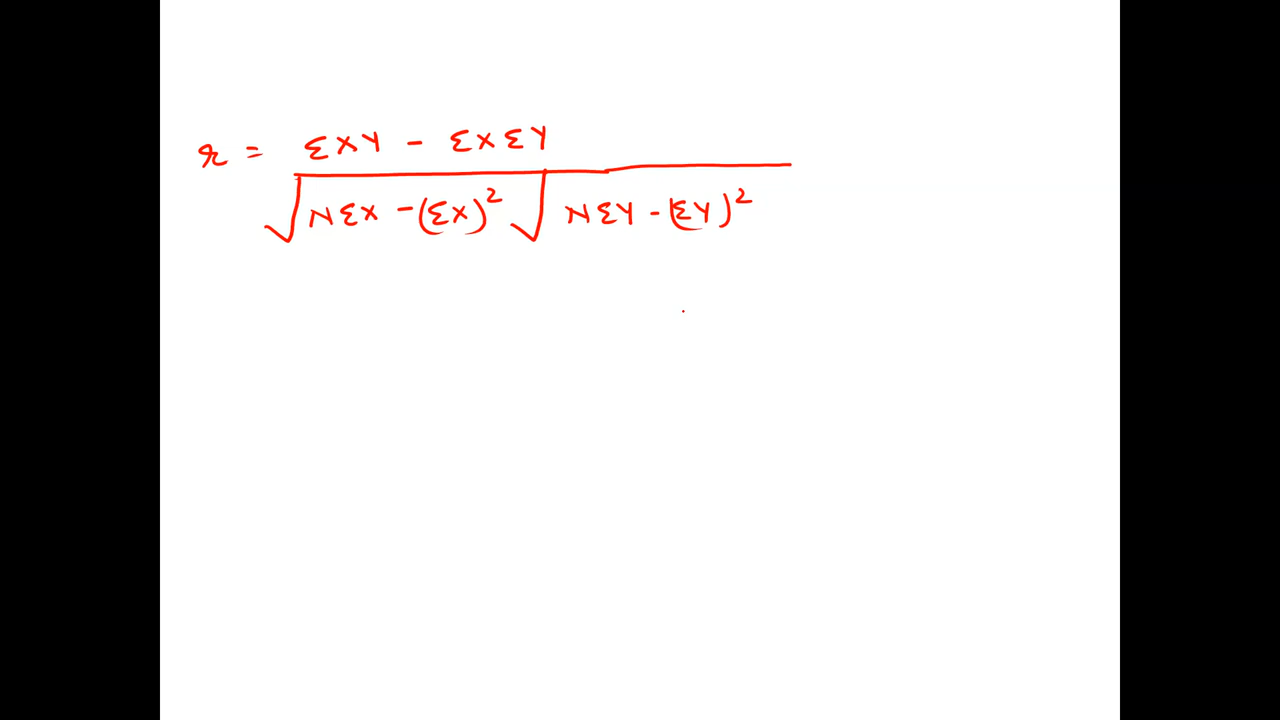 r = ΣXY - ΣXΣY
√NΣX - (ΣX)² √NΣY - (ΣY)²